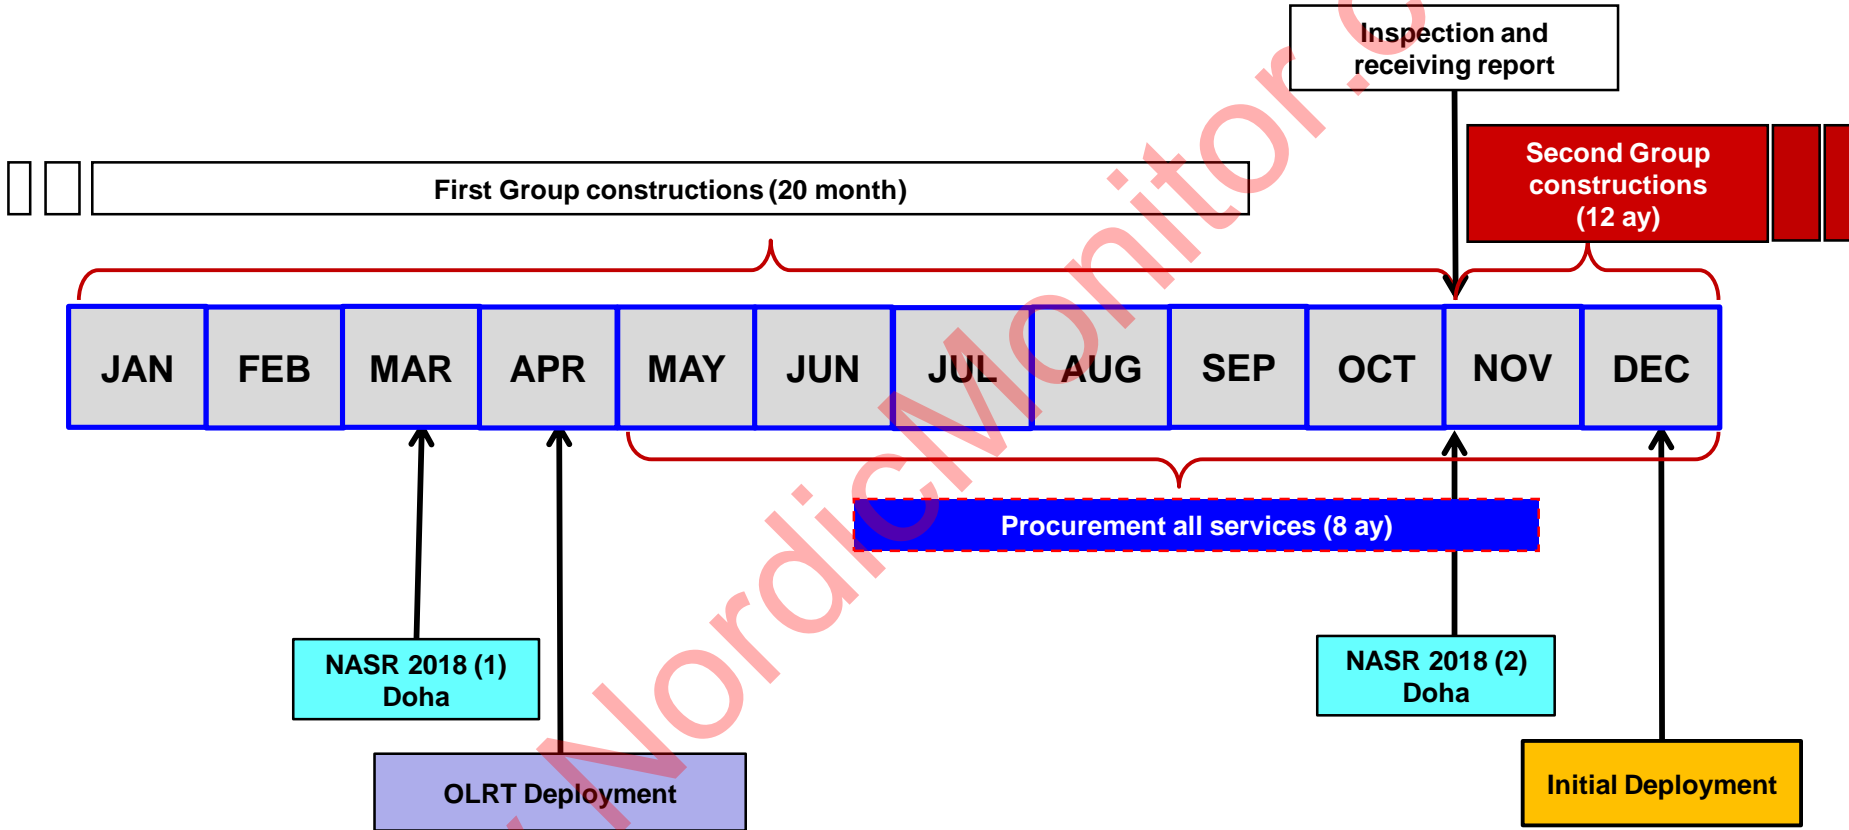 Inspection and
receiving report
First Group constructions (20 month)
Second Group
constructions
(12 ay)
JAN FEB MAR APR MAY JUN JUL AUG SEP OCT NOV DEC
Procurement all services (8 ay)
NASR 2018 (1)
Doha
NASR 2018 (2)
Doha
OLRT Deployment
Initial Deployment
NordicMonitor.c